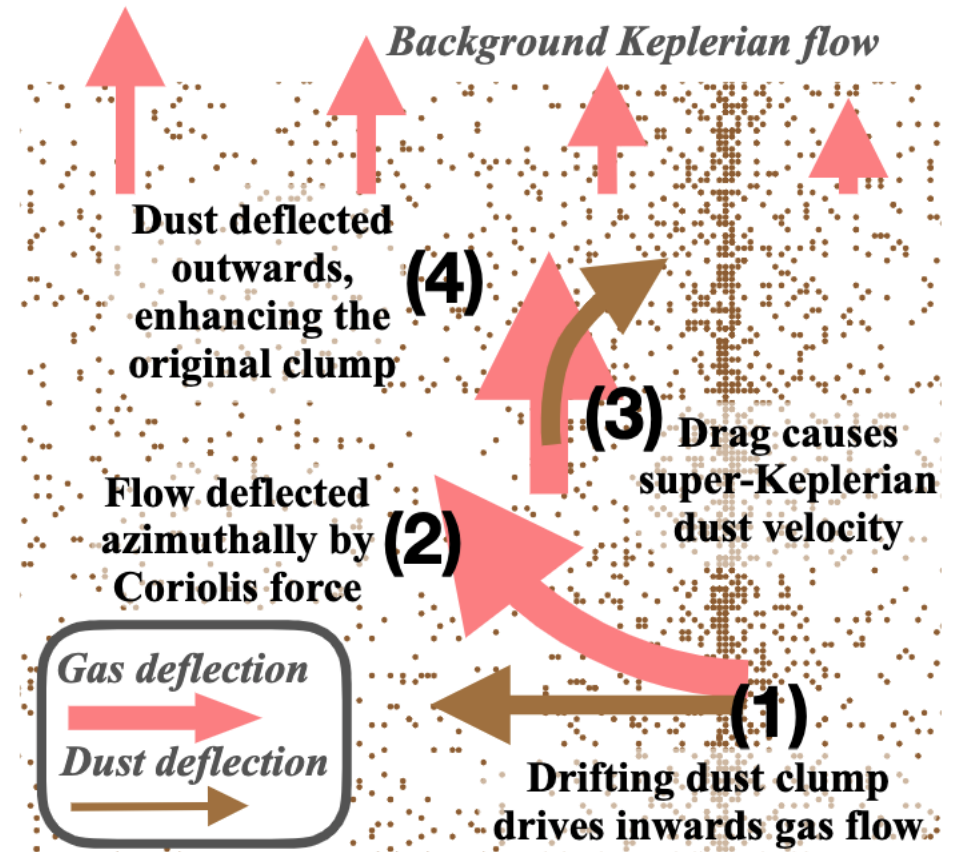 Background Keplerian flow
Dust deflected
outwards,
enhancing the
original clump
(4)
(3)
Drag causes
super-Keplerian
dust velocity
Flow deflected
azimuthally by
Coriolis force
(2)
Gas deflection
Dust deflection
(1)
Drifting dust clump
drives inwards gas flow